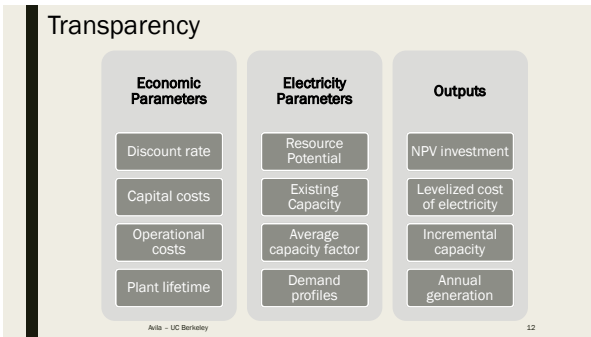 Transparency
Economic
Parameters
Discount rate
Capital costs
Operational
costs
Plant lifetime
Electricity
Parameters
Resource
Potential
Existing
Capacity
Average
capacity factor
Demand
profiles
Outputs
NPV investment
Levelized cost
of electricity
Incremental
capacity
Annual
generation
Avila – UC Berkeley
12